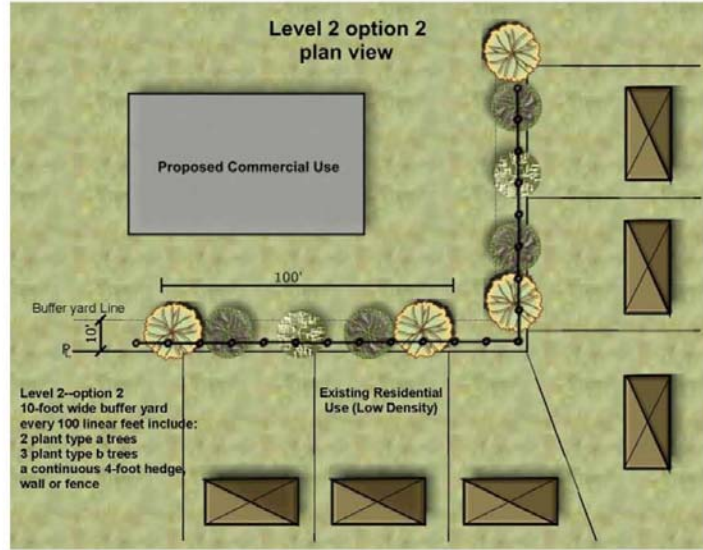 Level 2 option 2
plan view
Proposed Commercial Use
100'
Buffer yard Line
10'
PL
Level 2--option 2
10-foot wide buffer yard
every 100 linear feet include:
2 plant type a trees
3 plant type b trees
a continuous 4-foot hedge,
wall or fence
Existing Residential
Use (Low Density)